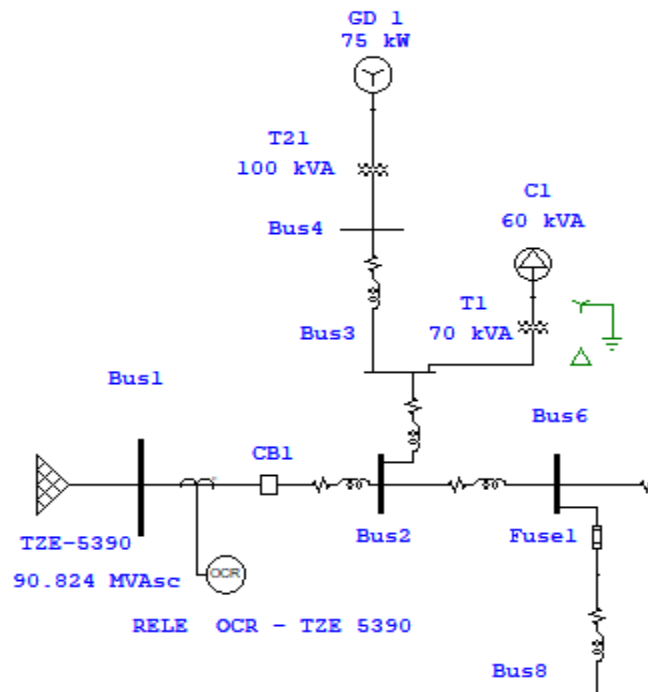 GD 1
75 kW
T21
100 kVA
C1
60 kVA
Bus4
T1
Bus3
70 kVA
Bus1
Bus6
CB1
TZE-5390
Bus2
Fuse1
90.824 MVAsc
OCR
RELE OCR - TZE 5390
Bus8